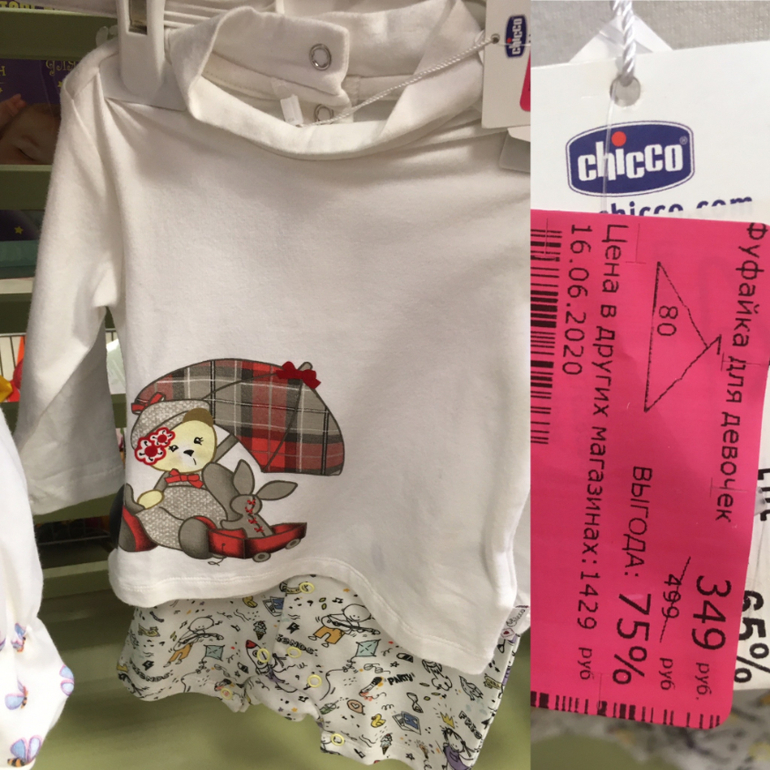 chicco
chicco
chicco.com
Фуфайка для девочек
80
349 руб.
499 руб
ВЫГОДА: 75%
Цена в других магазинах:1429 руб
16.06.2020
65%
PARTY